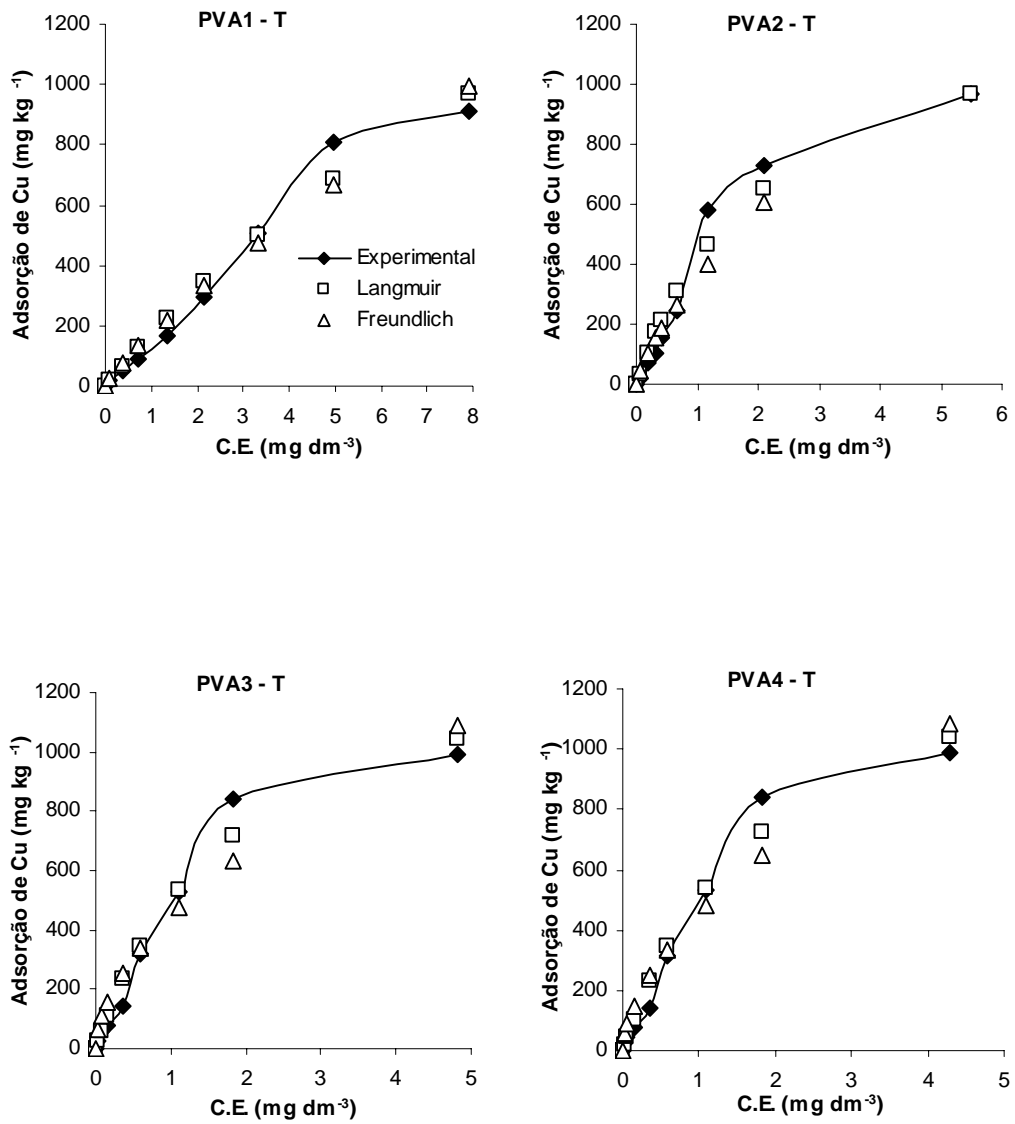 PVA1 - T
Adsorção de Cu (mg kg -1)
1200
1000
800
600
400
200
0
Experimental
Langmuir
Freundlich
0 1 2 3 4 5 6 7 8
C.E. (mg dm-3)
PVA2 - T
Adsorção de Cu (mg kg -1)
1200
1000
800
600
400
200
0
0 1 2 3 4 5 6
C.E. (mg dm-3)
PVA3 - T
Adsorção de Cu (mg kg -1)
1200
1000
800
600
400
200
0
0 1 2 3 4 5
C.E. (mg dm-3)
PVA4 - T
Adsorção de Cu (mg kg -1)
1200
1000
800
600
400
200
0
0 1 2 3 4 5
C.E. (mg dm-3)